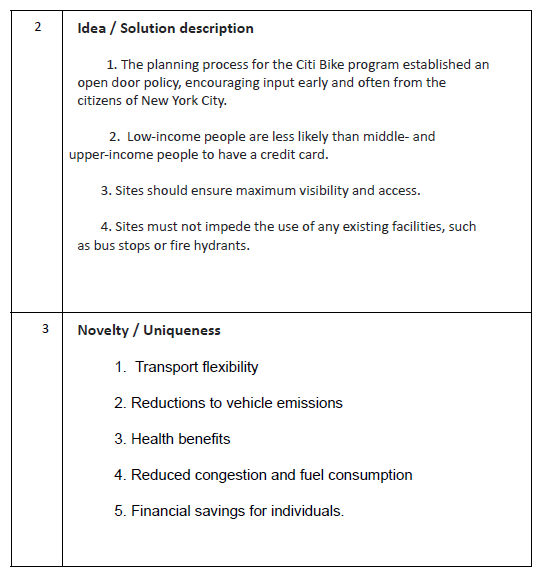 2
Idea / Solution description
1. The planning process for the Citi Bike program established an
open door policy, encouraging input early and often from the
citizens of New York City.
2. Low-income people are less likely than middle- and
upper-income people to have a credit card.
3. Sites should ensure maximum visibility and access.
4. Sites must not impede the use of any existing facilities, such
as bus stops or fire hydrants.
3
Novelty / Uniqueness
1. Transport flexibility
2. Reductions to vehicle emissions
3. Health benefits
4. Reduced congestion and fuel consumption
5. Financial savings for individuals.